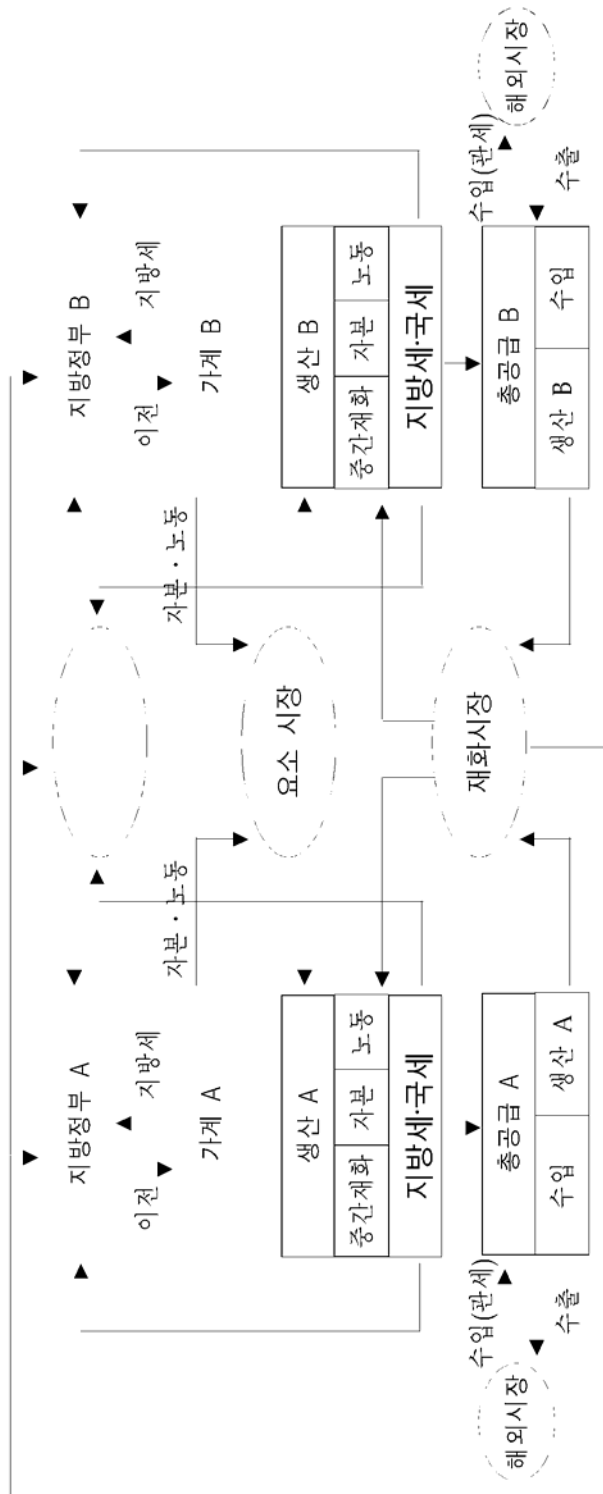 지방정부 A
지방정부 B
이전
지방세
이전
지방세
가계 A
자본·노동
자본·노동
가계 B
요소 시장
생산 A
중간재화
자본
노동
지방세·국세
생산 B
중간재화
자본
노동
지방세·국세
수입(관세)
해외시장
수출
총공급 A
수입
생산 A
재화시장
총공급 B
생산 B
수입
수입(관세)
해외시장
수출